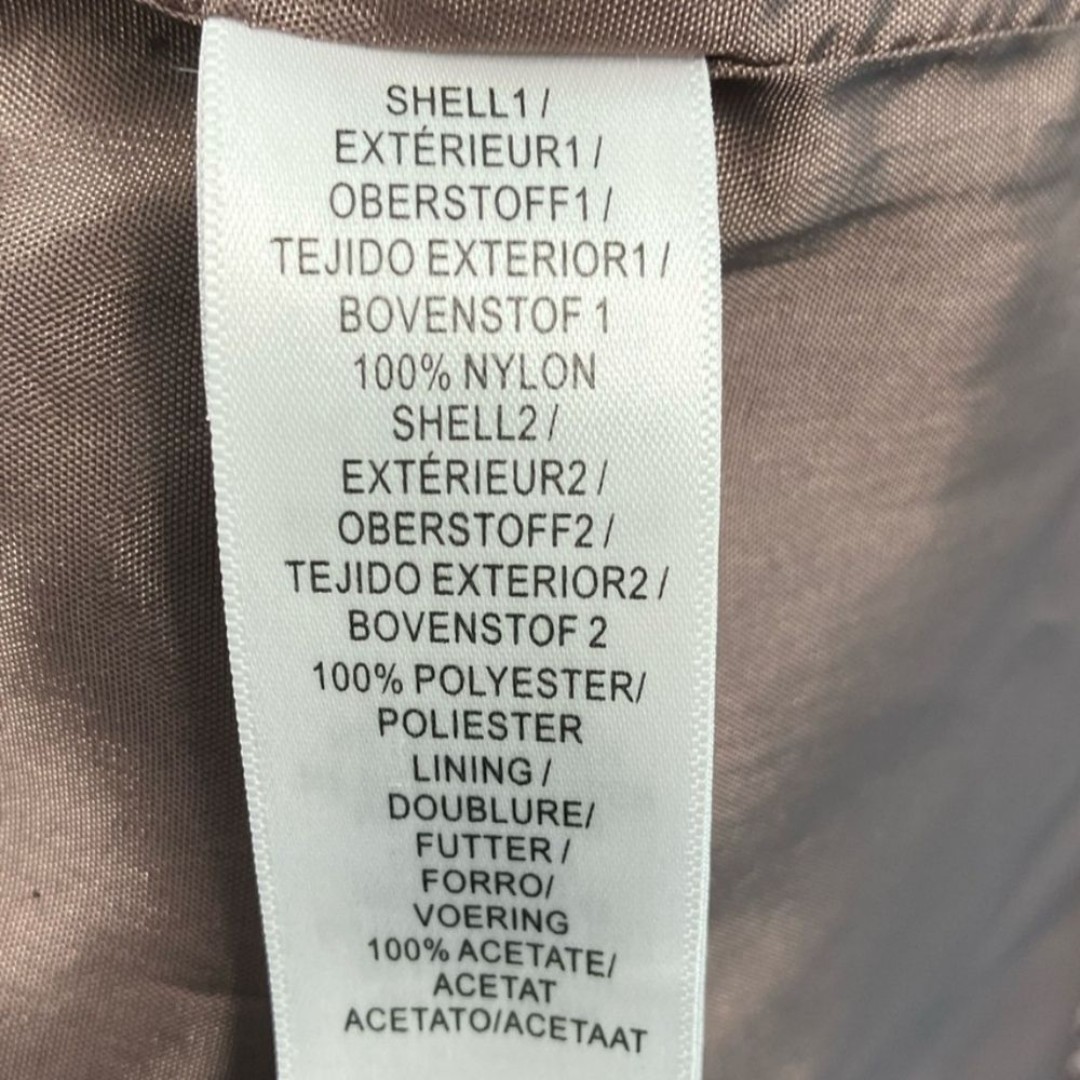 SHELL1 /
EXTÉRIEUR1 /
OBERSTOFF1 /
TEJIDO EXTERIOR1 /
BOVENSTOF 1
100% NYLON
SHELL2 /
EXTÉRIEUR2 /
OBERSTOFF2 /
TEJIDO EXTERIOR2 /
BOVENSTOF 2
100% POLYESTER/
POLIESTER
LINING /
DOUBLURE/
FUTTER /
FORRO/
VOERING
100% ACETATE/
ACETAT
ACETATO/ACETAAT